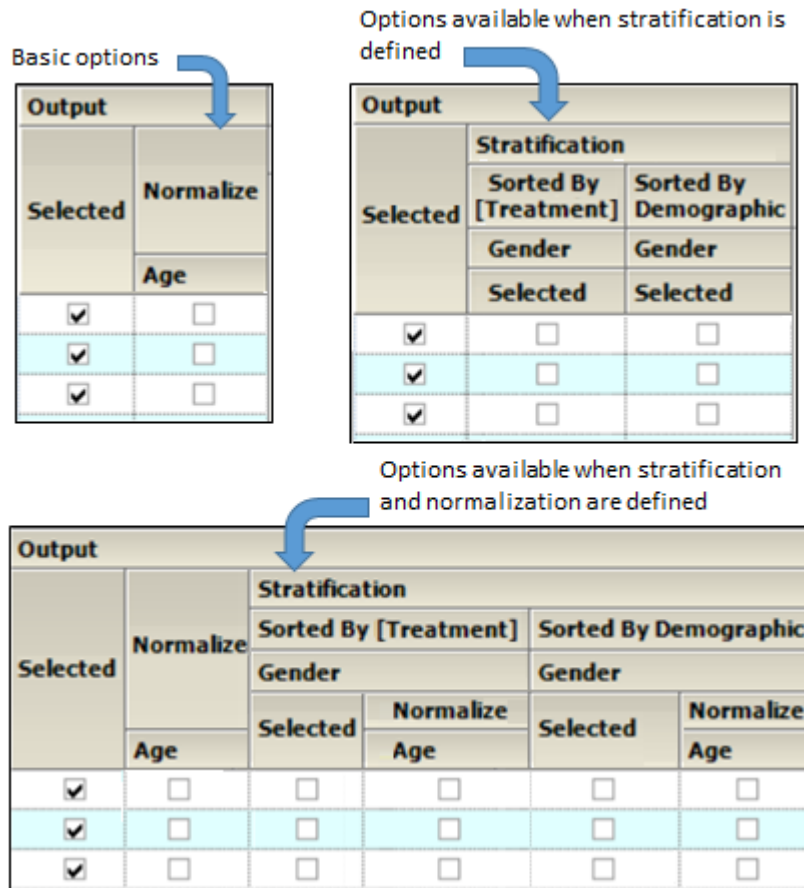 Basic options
Output
Selected
Normalize
Age
Options available when stratification is
defined
Output
Selected
Stratification
Sorted By
[Treatment]
Sorted By
Demographic
Gender
Gender
Selected
Selected
Options available when stratification
and normalization are defined
Output
Selected
Normalize
Age
Stratification
Sorted By [Treatment]
Sorted By Demographic
Gender
Gender
Selected
Normalize
Age
Selected
Normalize
Age